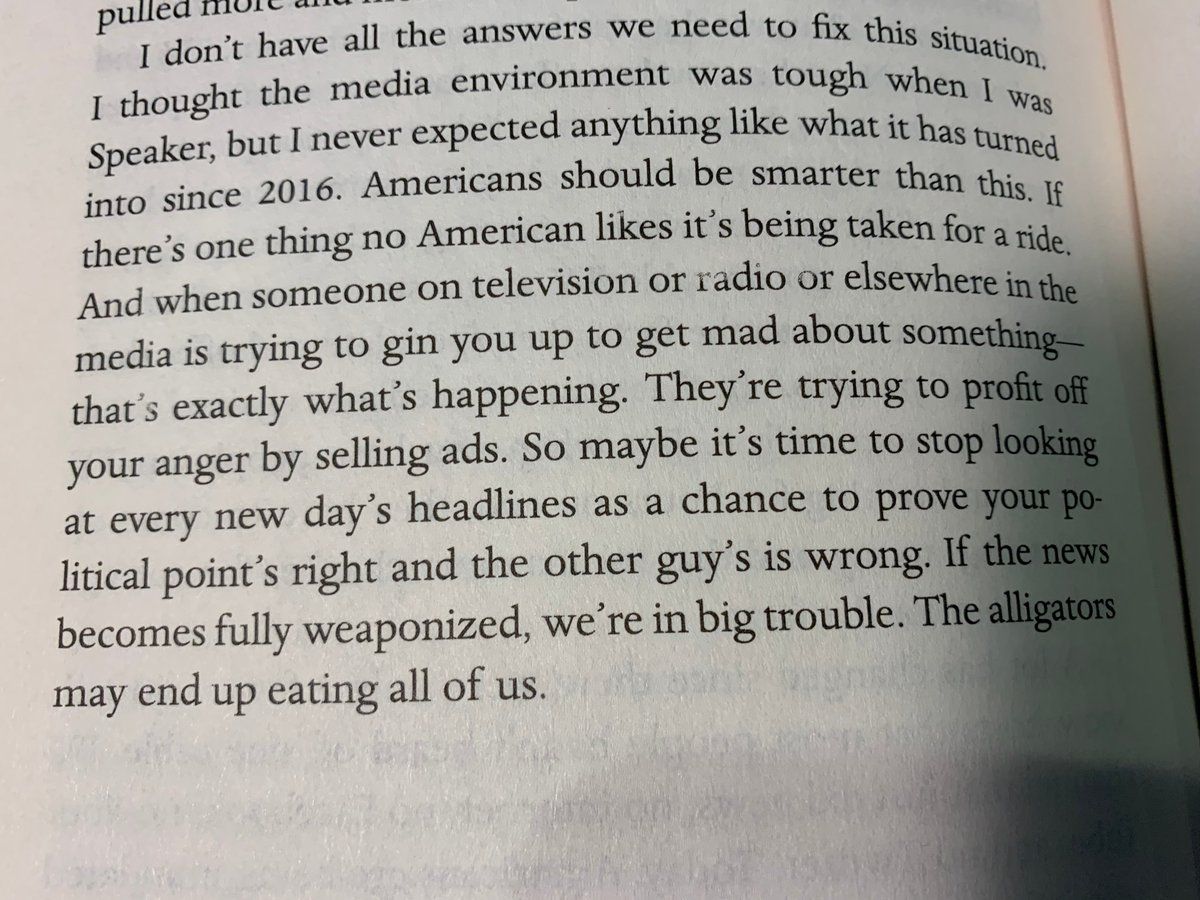 pulled more and
I don't have all the answers we need to fix this situation.
I thought the media environment was tough when I was
Speaker, but I never expected anything like what it has turned
into since 2016. Americans should be smarter than this. If
there's one thing no American likes it's being taken for a ride.
And when someone on television or radio or elsewhere in the
media is trying to gin you up to get mad about something—
that's exactly what's happening. They're trying to profit off
your anger by selling ads. So maybe it's time to stop looking
at every new day's headlines as a chance to prove your po-
litical point's right and the other guy's is wrong. If the news
becomes fully weaponized, we're in big trouble. The alligators
may end up eating all of us.